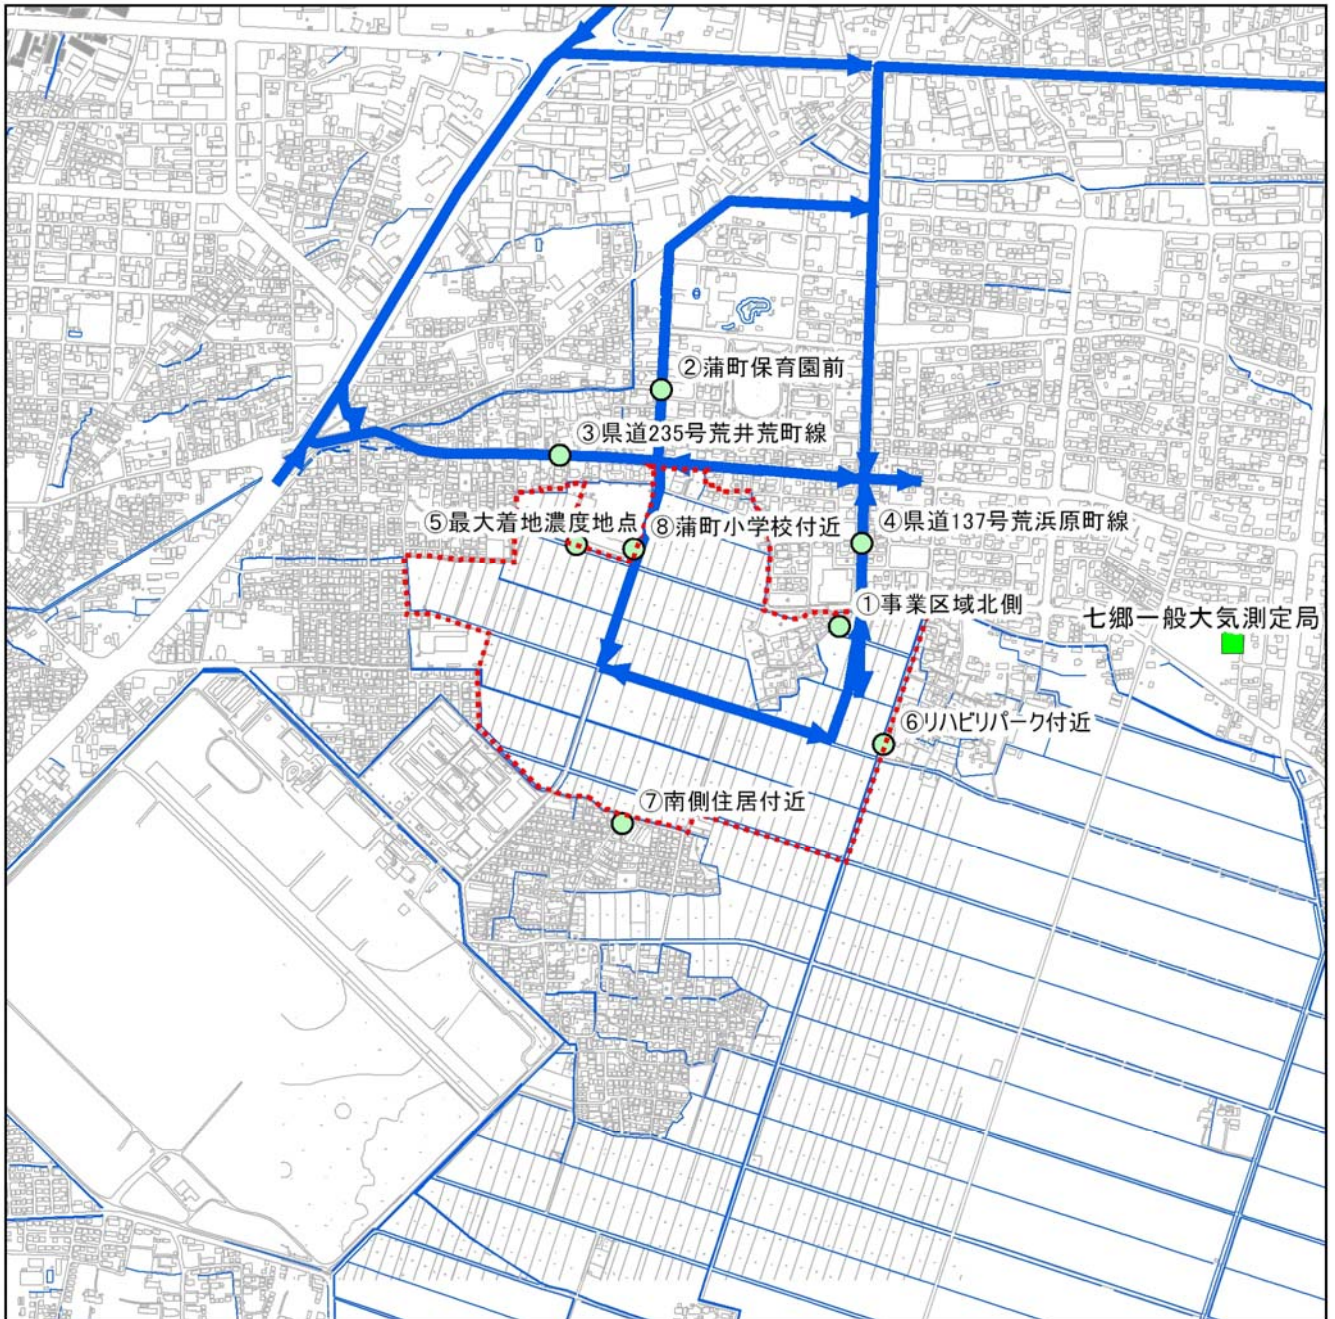 ②蒲町保育園前
③県道235号荒井荒町線
⑤最大着地濃度地点
⑧蒲町小学校付近
④県道137号荒浜原町線
①事業区域北側
七郷一般大気測定局
⑥リハビリパーク付近
⑦南側住居付近